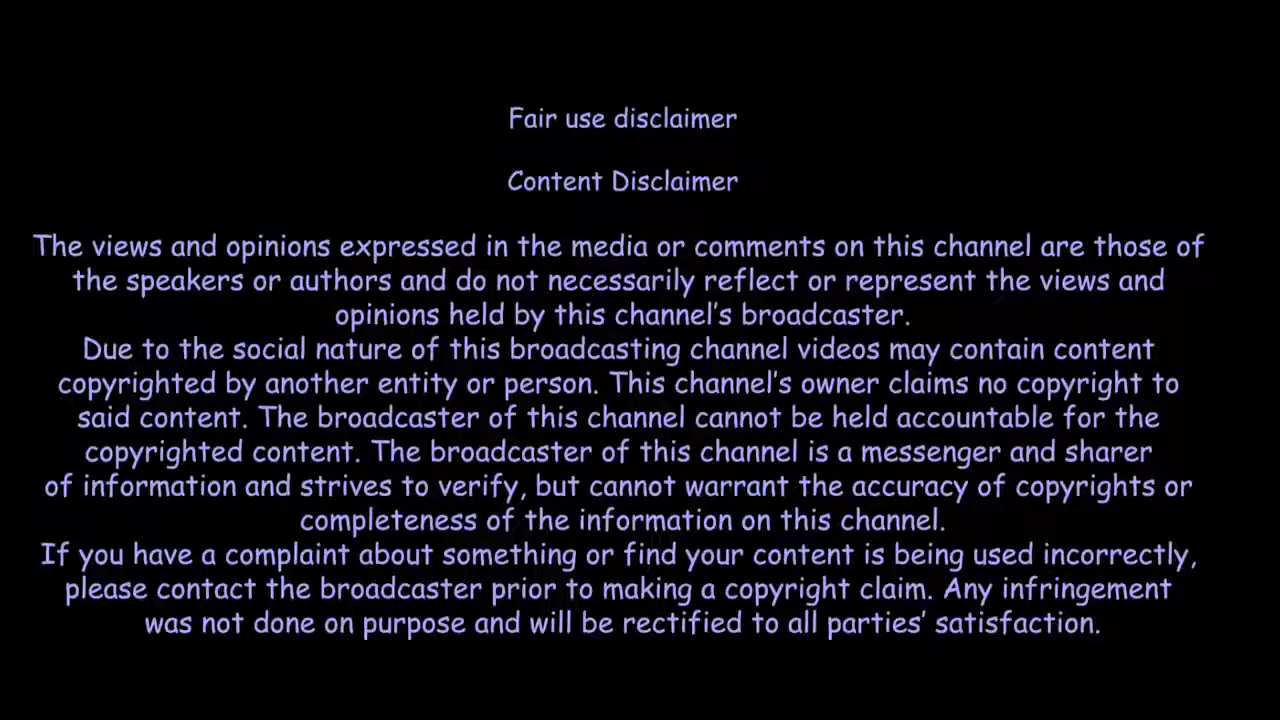 Fair use disclaimer
Content Disclaimer
The views and opinions expressed in the media or comments on this channel are those of
the speakers or authors and do not necessarily reflect or represent the views and
opinions held by this channel’s broadcaster.
Due to the social nature of this broadcasting channel videos may contain content
copyrighted by another entity or person. This channel’s owner claims no copyright to
said content. The broadcaster of this channel cannot be held accountable for the
copyrighted content. The broadcaster of this channel is a messenger and sharer
of information and strives to verify, but cannot warrant the accuracy of copyrights or
completeness of the information on this channel.
If you have a complaint about something or find your content is being used incorrectly,
please contact the broadcaster prior to making a copyright claim. Any infringement
was not done on purpose and will be rectified to all parties’ satisfaction.